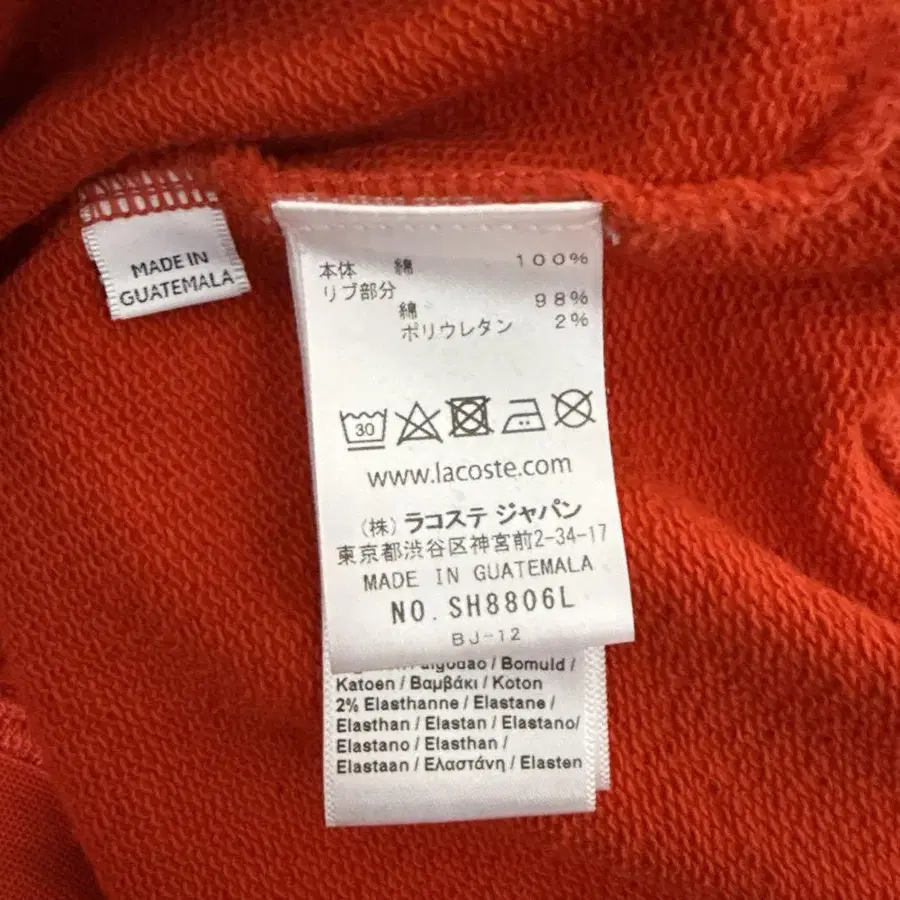 MADE IN
GUATEMALA
本体 綿 100%
リブ部分
綿 98%
ポリウレタン 2%
30
www.lacoste.com
(株) ラコステ ジャパン
東京都渋谷区神宮前2-34-17
MADE IN GUATEMALA
NO. SH8806L
BJ-12
/ Bomuld /
Katoen / Βαμβάκι / Koton
2% Elasthanne / Elastane /
Elasthan / Elastan / Elastano/
Elastano / Elasthan /
Elastaan / Ελαστάνη / Elasten